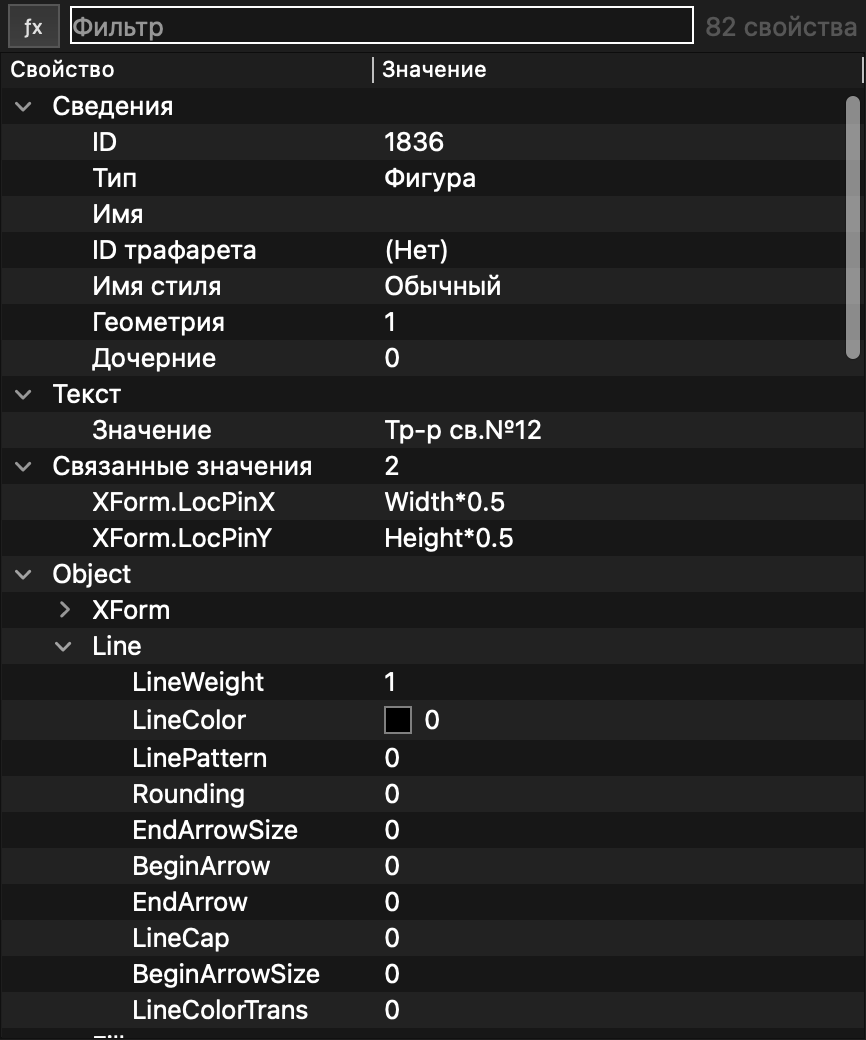 ƒx Фильтр 82 свойства
Свойство Значение
Сведения
ID 1836
Тип Фигура
Имя
ID трафарета (Нет)
Имя стиля Обычный
Геометрия 1
Дочерние 0
Текст
Значение Тр-р св.№12
Связанные значения 2
XForm.LocPinX Width*0.5
XForm.LocPinY Height*0.5
Object
XForm
Line
LineWeight 1
LineColor 0
LinePattern 0
Rounding 0
EndArrowSize 0
BeginArrow 0
EndArrow 0
LineCap 0
BeginArrowSize 0
LineColorTrans 0